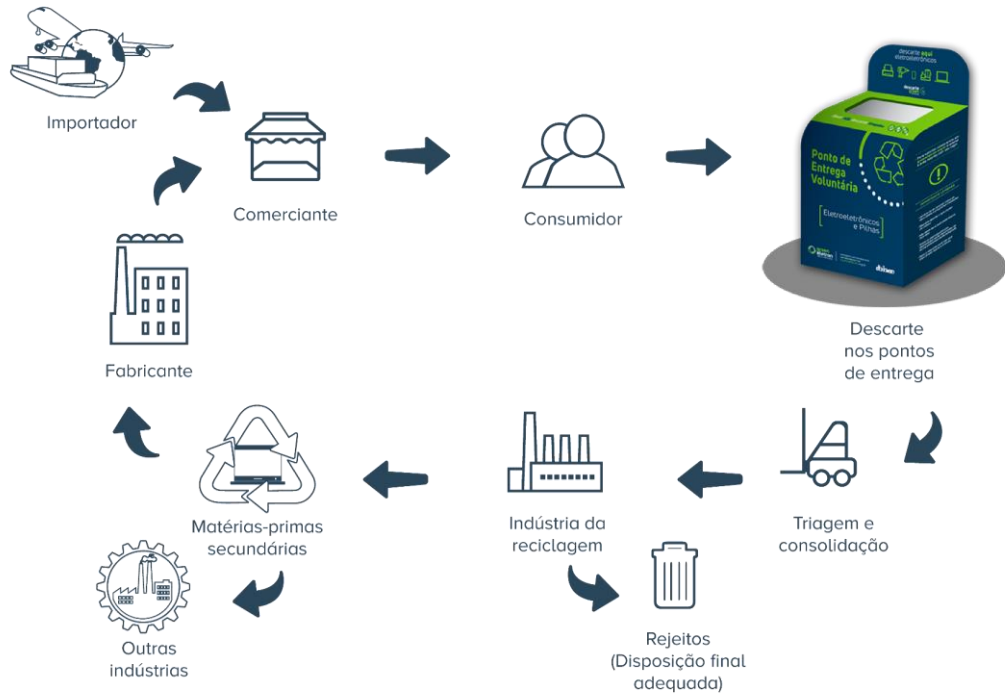 Importador
Comerciante
Consumidor
descarte aqui
eletroeletrônicos
Ponto de
Entrega
Voluntária
Eletroeletrônicos
e Pilhas
Descarte
nos pontos
de entrega
Fabricante
Matérias-primas
secundárias
Indústria da
reciclagem
Triagem e
consolidação
Outras
indústrias
Rejeitos
(Disposição final
adequada)